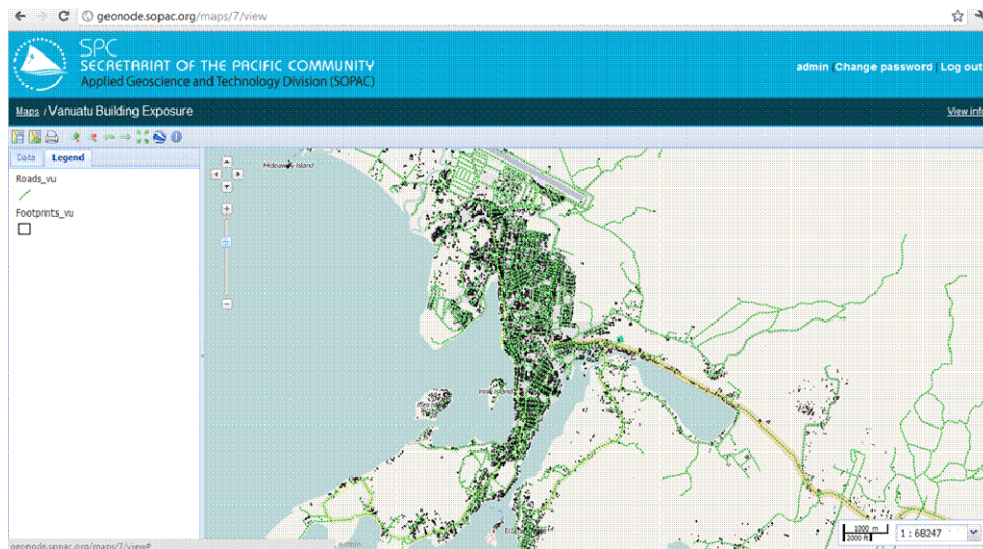 geonode.sopac.org/maps/7/view
SPC
SECRETARIAT OF THE PACIFIC COMMUNITY
Applied Geoscience and Technology Division (SOPAC)
admin Change password Log out
Maps / Vanuatu Building Exposure
View info
Data
Legend
Roads_vu
Footprints_vu
Hideaway Island
Island
1000 m
2000 ft
1 : 68247
geonode.sopac.org/maps/7/view#
admin